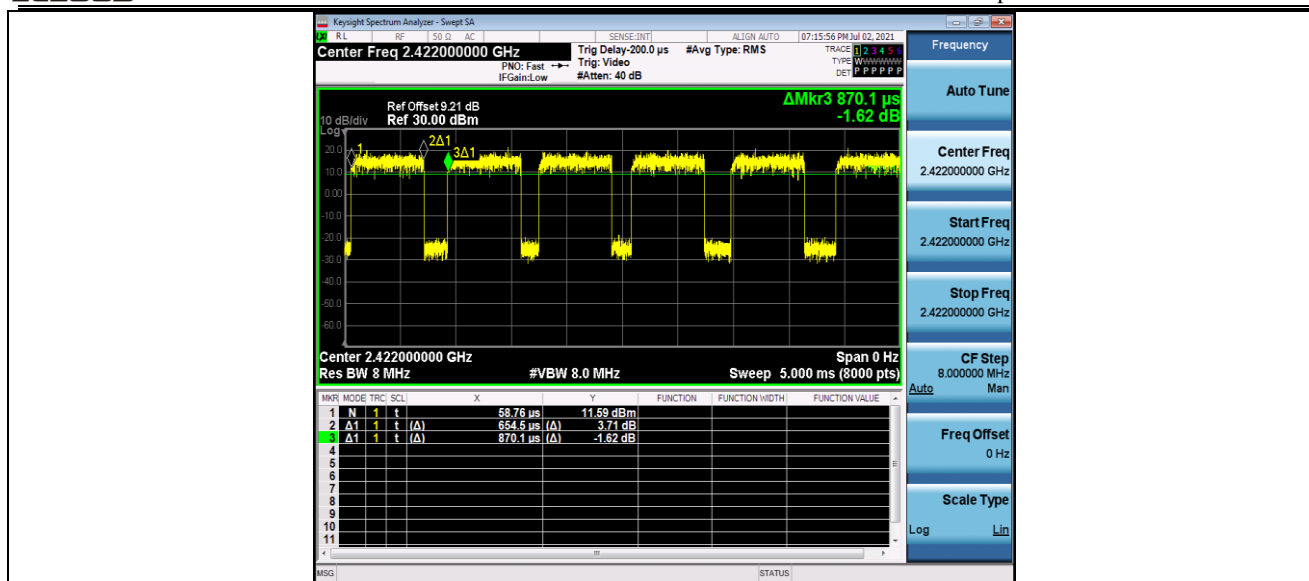 Keysight Spectrum Analyzer - Swept SA
RL RF 50 Ω AC SENSE:INT ALIGN AUTO 07:15:56 PM Jul 02, 2021
Center Freq 2.422000000 GHz
Trig Delay-200.0 µs #Avg Type: RMS
TRACE 1 2 3 4 5 6
PNO: Fast Trig: Video
TYPE WWWWWW
IFGain:Low #Atten: 40 dB
DET P P P P P P
ΔMkr3 870.1 µs
-1.62 dB
Ref Offset 9.21 dB
10 dB/div Ref 30.00 dBm
Log
20.0
10.0
0.00
-10.0
-20.0
-30.0
-40.0
-50.0
-60.0
1 2Δ1 3Δ1
Center 2.422000000 GHz Span 0 Hz
Res BW 8 MHz #VBW 8.0 MHz Sweep 5.000 ms (8000 pts)
MKR MODE TRC SCL X Y FUNCTION FUNCTION WIDTH FUNCTION VALUE
1 N 1 t 58.76 µs 11.59 dBm
2 Δ1 1 t (Δ) 654.5 µs (Δ) 3.71 dB
3 Δ1 1 t (Δ) 870.1 µs (Δ) -1.62 dB
4
5
6
7
8
9
10
11
MSG STATUS
Frequency
Auto Tune
Center Freq
2.422000000 GHz
Start Freq
2.422000000 GHz
Stop Freq
2.422000000 GHz
CF Step
8.000000 MHz
Auto Man
Freq Offset
0 Hz
Scale Type
Log Lin